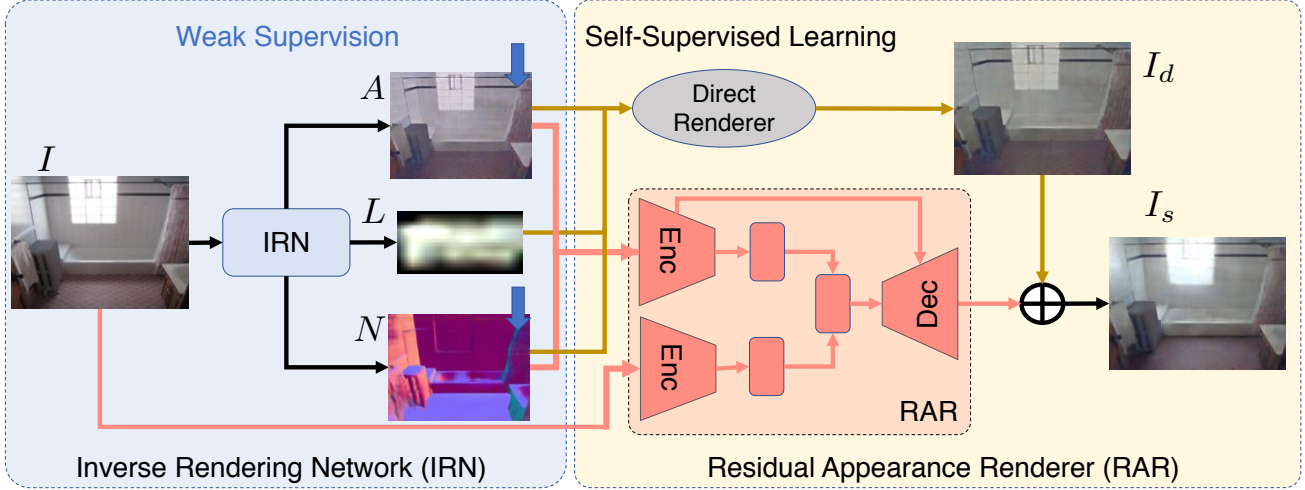 Weak Supervision
Self-Supervised Learning
A
Direct
Renderer
I_d
I
L
IRN
Enc
I_s
N
Dec
Enc
RAR
Inverse Rendering Network (IRN)
Residual Appearance Renderer (RAR)